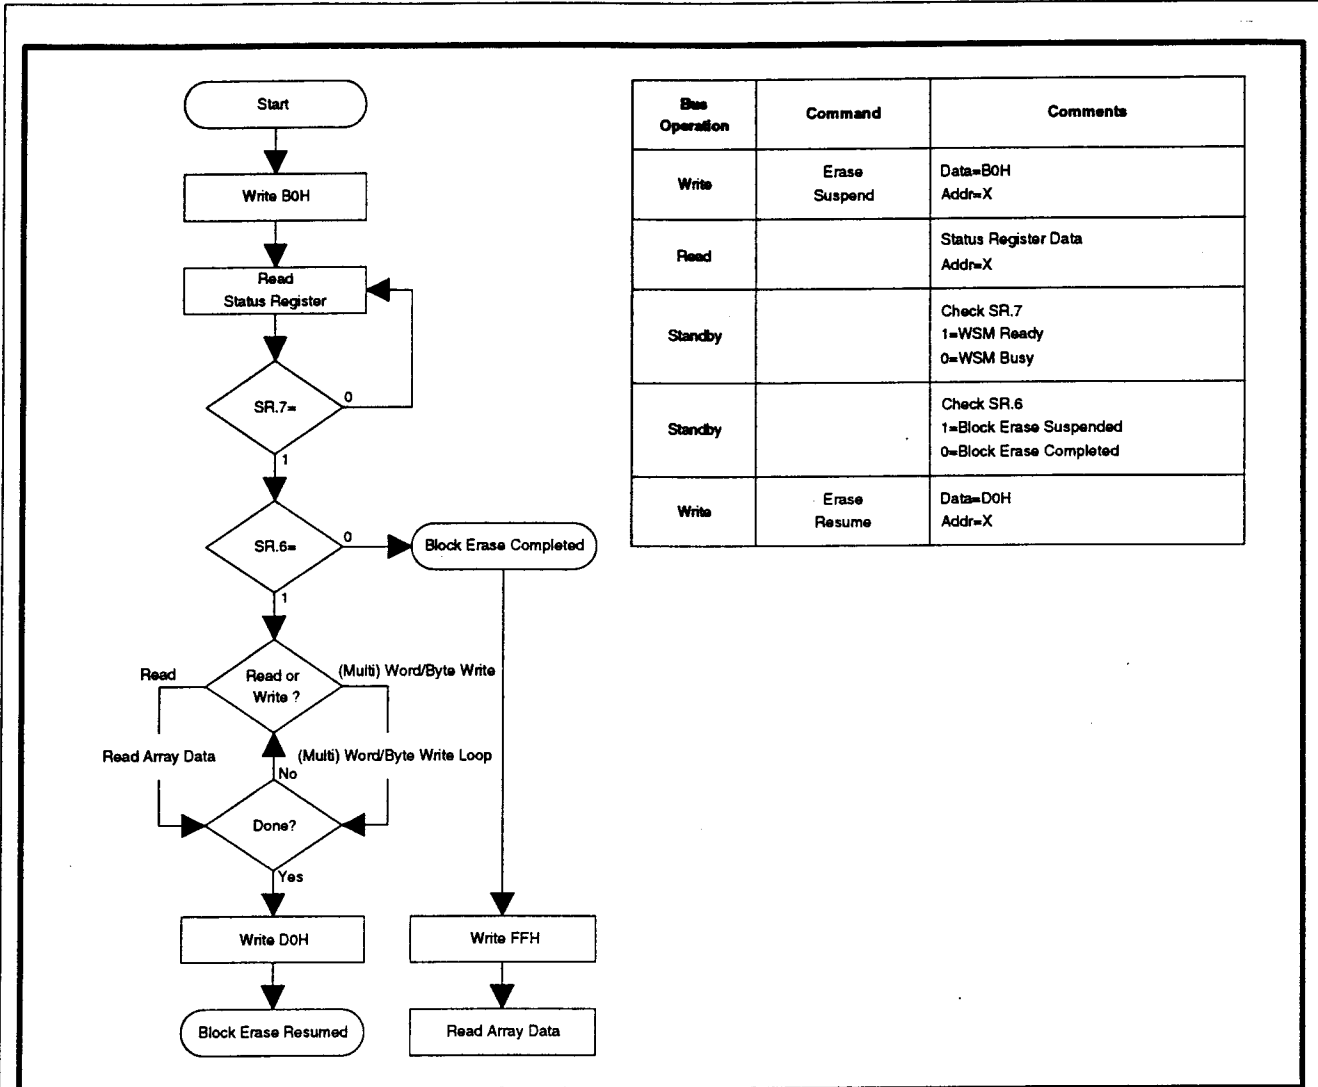 Start
Write B0H
Read
Status Register
SR.7=
0
1
SR.6=
0
Block Erase Completed
1
Read
Read or
Write ?
(Multi) Word/Byte Write
Read Array Data
(Multi) Word/Byte Write Loop
No
Done?
Yes
Write D0H
Write FFH
Block Erase Resumed
Read Array Data
Bus
Operation
Command
Comments
Write
Erase
Suspend
Data=B0H
Addr=X
Read
Status Register Data
Addr=X
Standby
Check SR.7
1=WSM Ready
0=WSM Busy
Standby
Check SR.6
1=Block Erase Suspended
0=Block Erase Completed
Write
Erase
Resume
Data=D0H
Addr=X